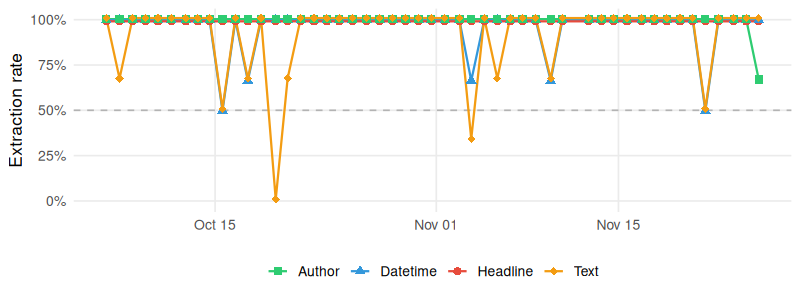 100%
75%
50%
25%
0%
Extraction rate
Oct 15 Nov 01 Nov 15
Author Datetime Headline Text